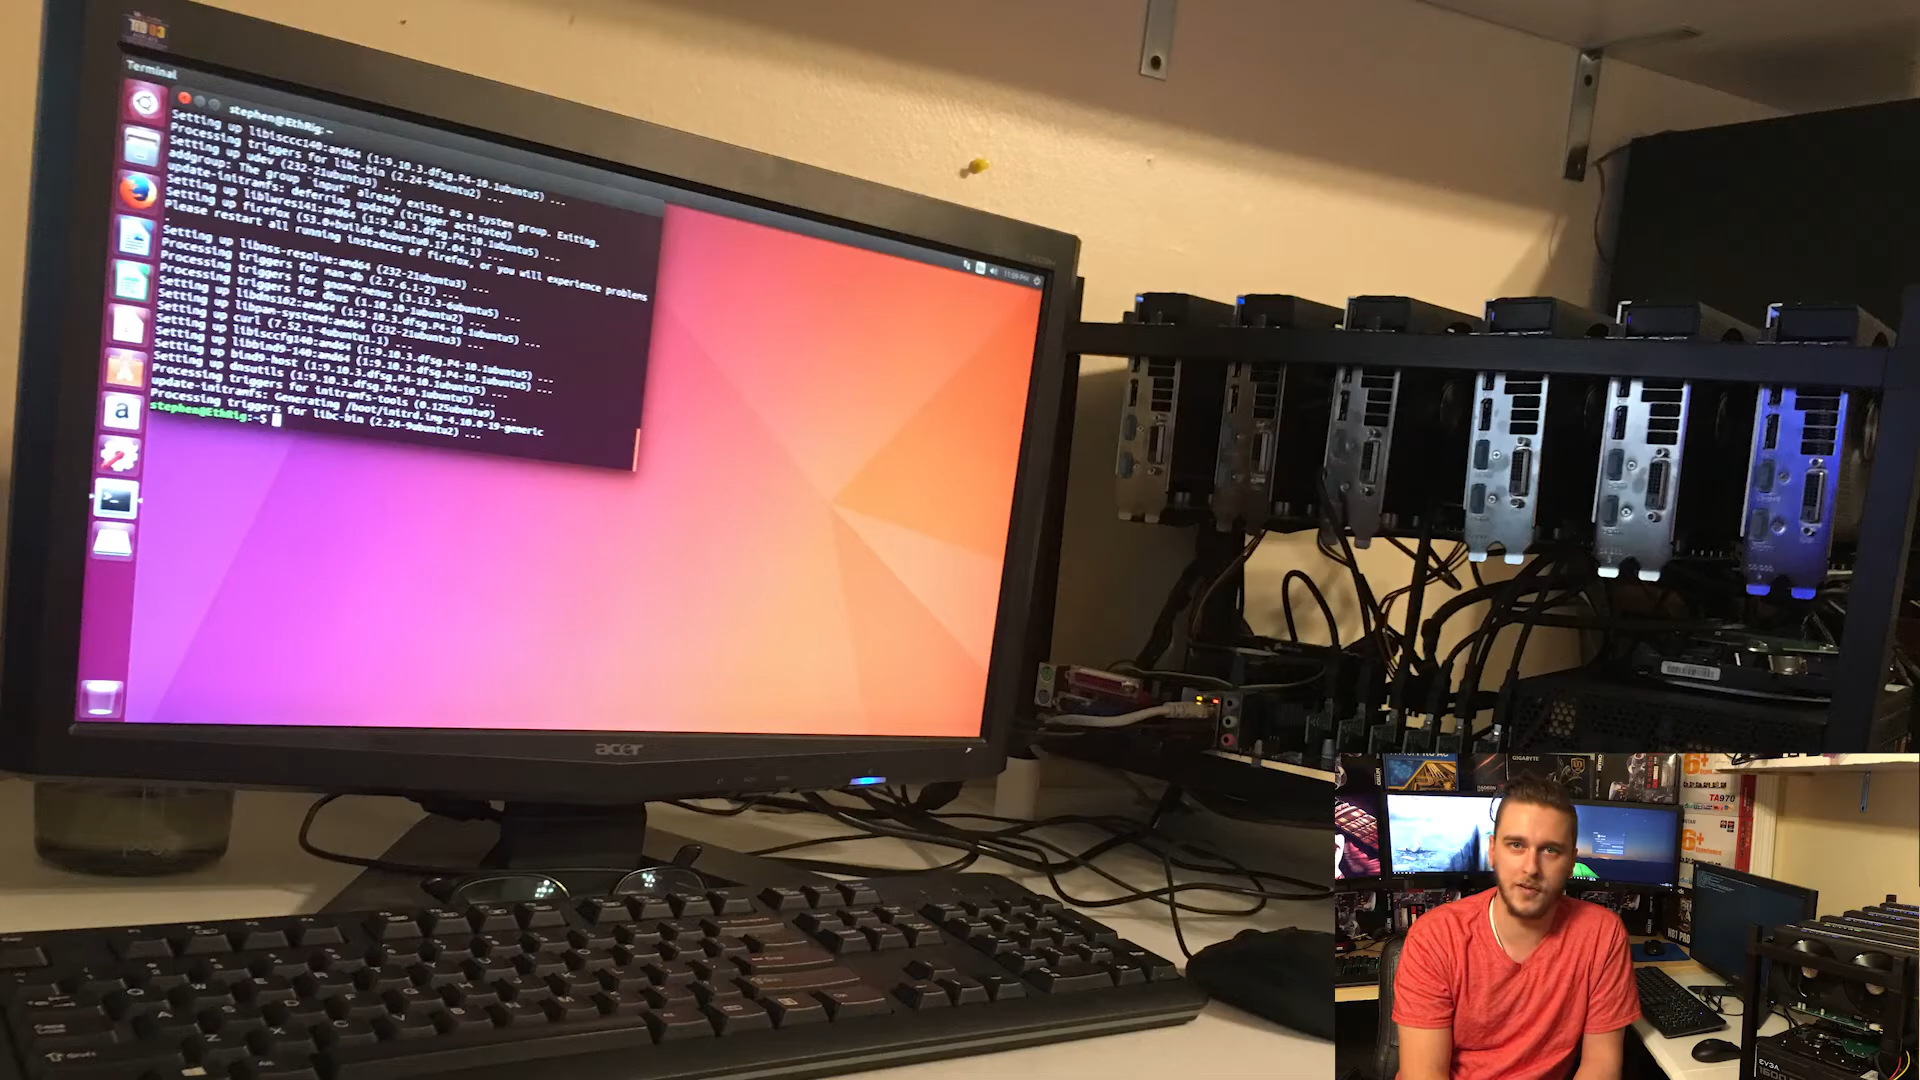 Terminal
stephen@EthRig: ~
Setting up libisccc140:amd64 (1:9.10.3.dfsg.P4-10.1ubuntu5) ...
Processing triggers for libc-bin (2.24-9ubuntu2) ...
Setting up udev (232-21ubuntu3) ...
addgroup: The group `input' already exists as a system group. Exiting.
update-initramfs: deferring update (trigger activated)
Setting up liblwres141:amd64 (1:9.10.3.dfsg.P4-10.1ubuntu5) ...
Setting up firefox (53.0+build6-0ubuntu0.17.04.1) ...
Please restart all running instances of firefox, or you will experience problems
.
Setting up libnss-resolve:amd64 (232-21ubuntu3) ...
Processing triggers for man-db (2.7.6.1-2) ...
Processing triggers for gnome-menus (3.13.3-6ubuntu5) ...
Processing triggers for dbus (1.10.10-1ubuntu2) ...
Setting up libdns162:amd64 (1:9.10.3.dfsg.P4-10.1ubuntu5) ...
Setting up libpam-systemd:amd64 (232-21ubuntu3) ...
Setting up curl (7.52.1-4ubuntu1.1) ...
Setting up libisccfg140:amd64 (1:9.10.3.dfsg.P4-10.1ubuntu5) ...
Setting up libbind9-140:amd64 (1:9.10.3.dfsg.P4-10.1ubuntu5) ...
Setting up bind9-host (1:9.10.3.dfsg.P4-10.1ubuntu5) ...
Setting up dnsutils (1:9.10.3.dfsg.P4-10.1ubuntu5) ...
Processing triggers for initramfs-tools (0.125ubuntu9) ...
update-initramfs: Generating /boot/initrd.img-4.10.0-19-generic
Processing triggers for libc-bin (2.24-9ubuntu2) ...
stephen@EthRig:~$
acer
GIGABYTE
TA970
EVGA